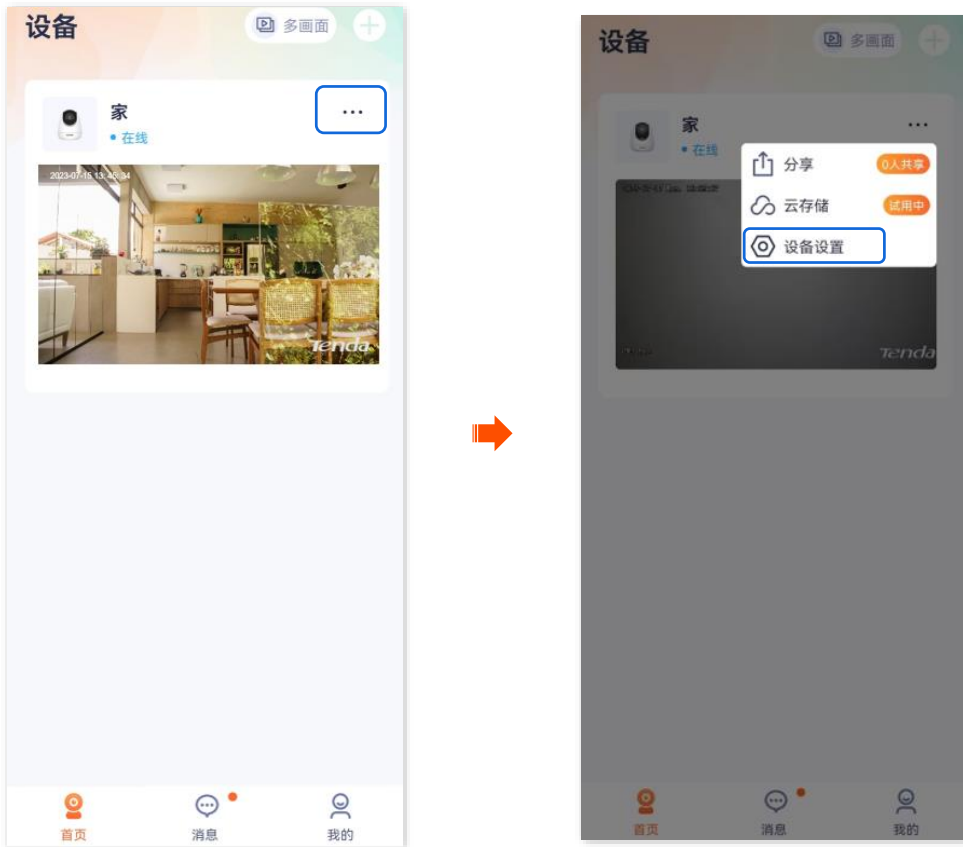 设备
多画面
家
...
在线
2023-07-15 13:45:34
Tenda
首页
消息
我的
设备
多画面
家
...
在线
分享
0人共享
云存储
试用中
设备设置
Tenda
首页
消息
我的